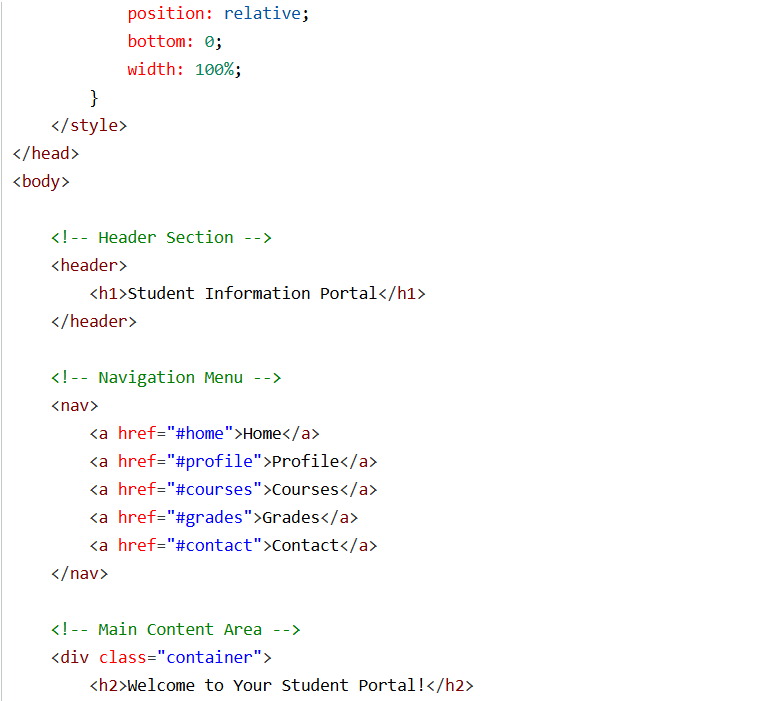 position: relative;
            bottom: 0;
            width: 100%;
        }
    </style>
</head>
<body>

    <!-- Header Section -->
    <header>
        <h1>Student Information Portal</h1>
    </header>

    <!-- Navigation Menu -->
    <nav>
        <a href="#home">Home</a>
        <a href="#profile">Profile</a>
        <a href="#courses">Courses</a>
        <a href="#grades">Grades</a>
        <a href="#contact">Contact</a>
    </nav>

    <!-- Main Content Area -->
    <div class="container">
        <h2>Welcome to Your Student Portal!</h2>